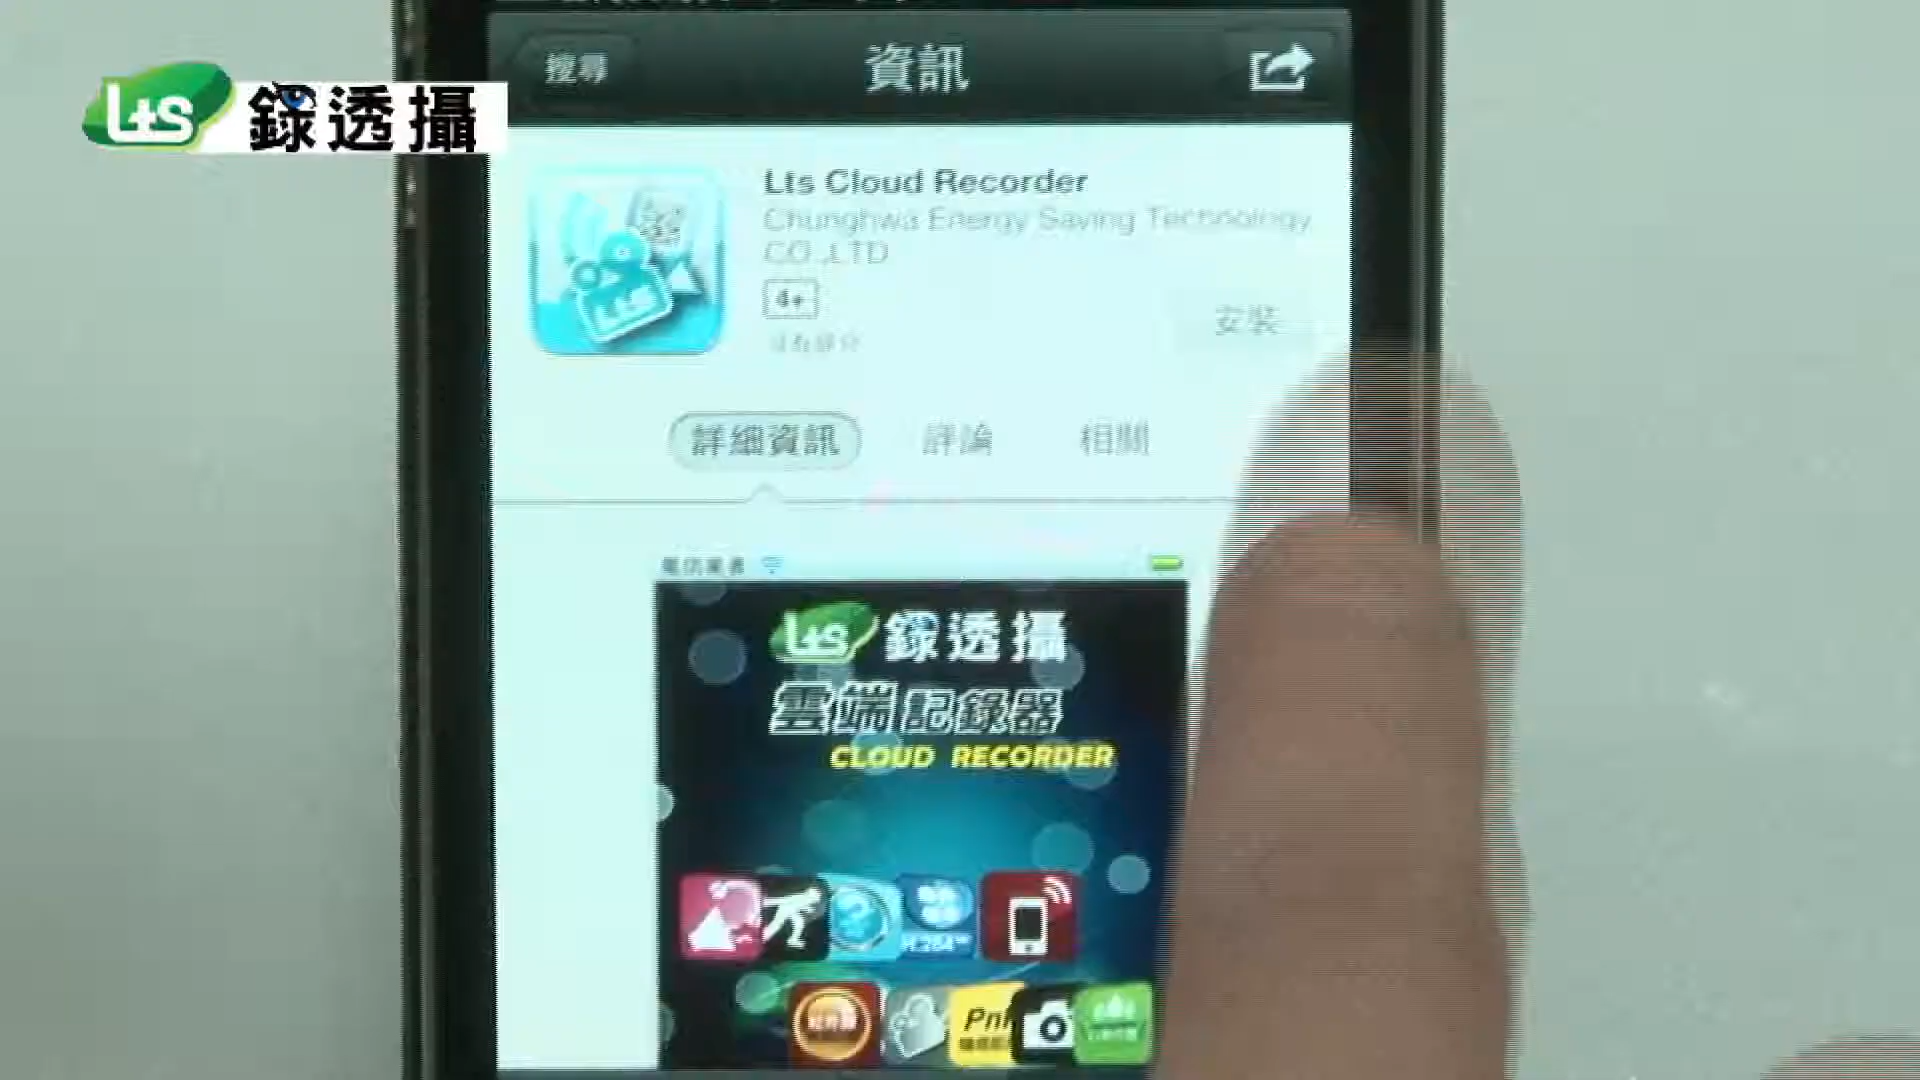 搜尋
資訊
Lts 錄透攝
Lts Cloud Recorder
Chunghwa Energy Saving Technology
CO.,LTD
4+
安裝
詳細資訊
評論
相關
Lts 錄透攝
雲端記錄器
CLOUD RECORDER
H.264